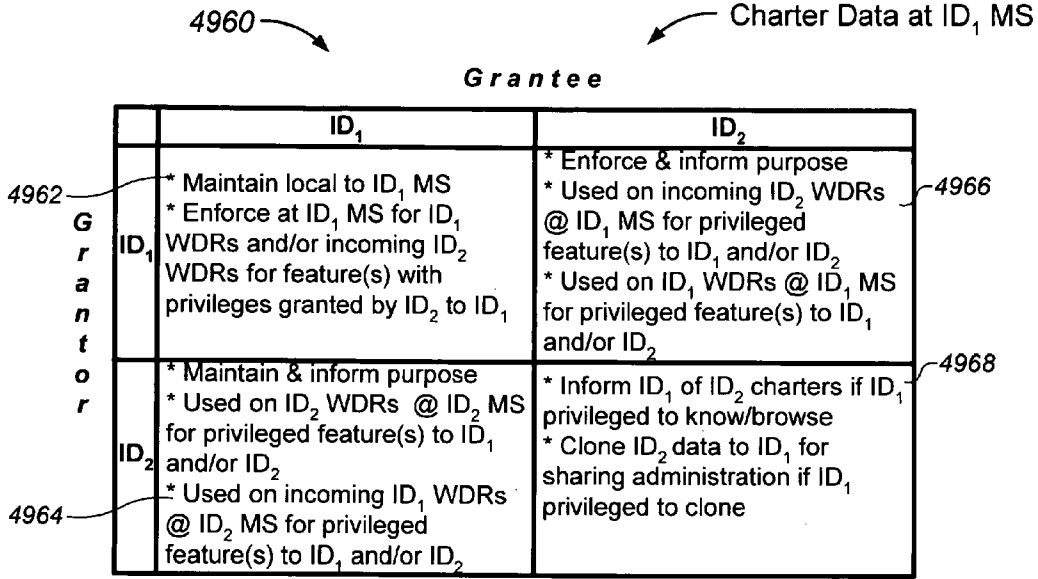 4960
Charter Data at ID₁ MS
Grantee
ID₁
ID₂
Grantor
ID₁
4962
* Maintain local to ID₁ MS
* Enforce at ID₁ MS for ID₁
WDRs and/or incoming ID₂
WDRs for feature(s) with
privileges granted by ID₂ to ID₁
* Enforce & inform purpose
* Used on incoming ID₂ WDRs
@ ID₁ MS for privileged
feature(s) to ID₁ and/or ID₂
* Used on ID₁ WDRs @ ID₁ MS
for privileged feature(s) to ID₁
and/or ID₂
4966
ID₂
* Maintain & inform purpose
* Used on ID₂ WDRs @ ID₂ MS
for privileged feature(s) to ID₁
and/or ID₂
* Used on incoming ID₁ WDRs
@ ID₂ MS for privileged
feature(s) to ID₁ and/or ID₂
4964
* Inform ID₁ of ID₂ charters if ID₁
privileged to know/browse
* Clone ID₂ data to ID₁ for
sharing administration if ID₁
privileged to clone
4968